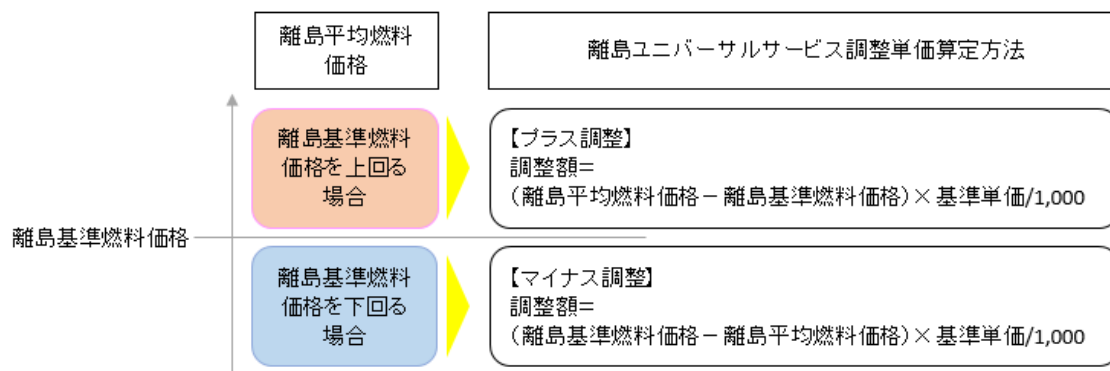 離島平均燃料
価格
離島ユニバーサルサービス調整単価算定方法
離島基準燃料
価格を上回る
場合
【プラス調整】
調整額=
(離島平均燃料価格-離島基準燃料価格)×基準単価/1,000
離島基準燃料価格
離島基準燃料
価格を下回る
場合
【マイナス調整】
調整額=
(離島基準燃料価格-離島平均燃料価格)×基準単価/1,000